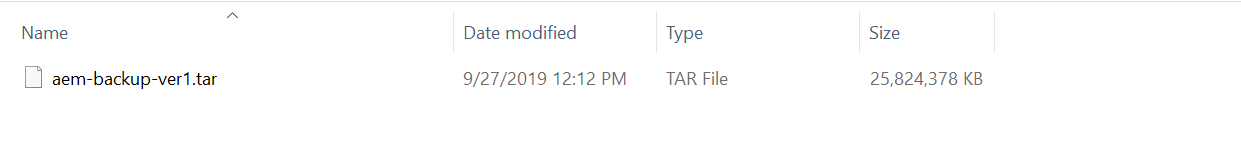 Name Date modified Type Size
aem-backup-ver1.tar 9/27/2019 12:12 PM TAR File 25,824,378 KB